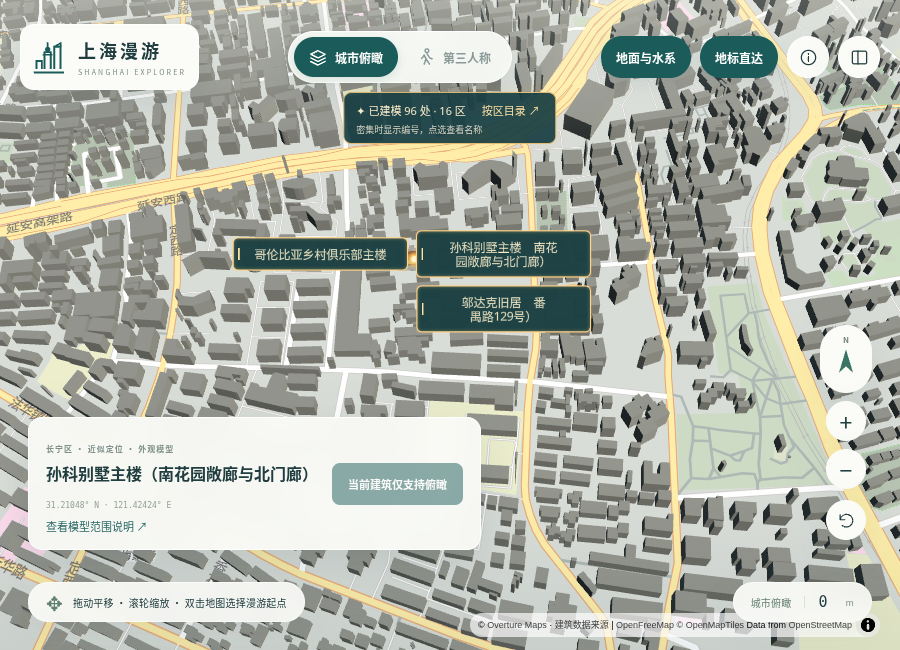 上海漫游
SHANGHAI EXPLORER
城市俯瞰
第三人称
地面与水系
地标直达
✦ 已建模 96 处 · 16 区 按区目录 ↗
密集时显示编号，点选查看名称
延安西路
延安高架路
定西路
哥伦比亚乡村俱乐部主楼
孙科别墅主楼 南花
园敞廊与北门廊）
邬达克旧居 番
禺路129号）
N
+
−
长宁区 · 近似定位 · 外观模型
孙科别墅主楼（南花园敞廊与北门廊）
当前建筑仅支持俯瞰
31.21048° N · 121.42424° E
查看模型范围说明 ↗
拖动平移 · 滚轮缩放 · 双击地图选择漫游起点
城市俯瞰
0 m
© Overture Maps · 建筑数据来源 | OpenFreeMap © OpenMapTiles Data from OpenStreetMap